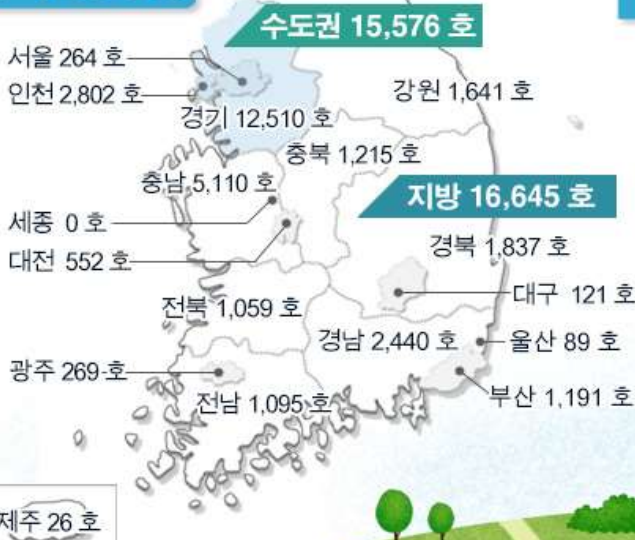 수도권 15,576 호
서울 264 호
인천 2,802 호
강원 1,641 호
경기 12,510 호
충북 1,215 호
충남 5,110 호
지방 16,645 호
세종 0 호
대전 552 호
경북 1,837 호
대구 121 호
전북 1,059 호
경남 2,440 호
울산 89 호
광주 269 호
전남 1,095 호
부산 1,191 호
제주 26 호